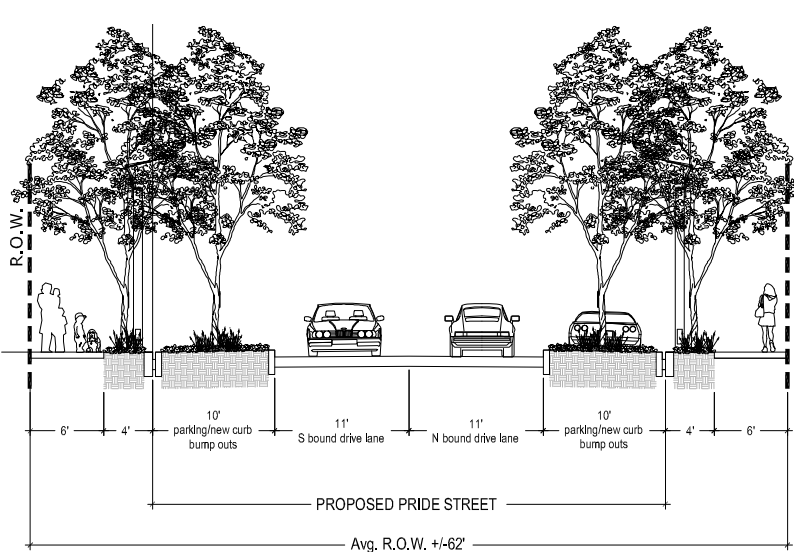 R.O.W.
6'
4'
10'
parking/new curb
bump outs
11'
S bound drive lane
11'
N bound drive lane
10'
parking/new curb
bump outs
4'
6'
PROPOSED PRIDE STREET
Avg. R.O.W. +/-62'